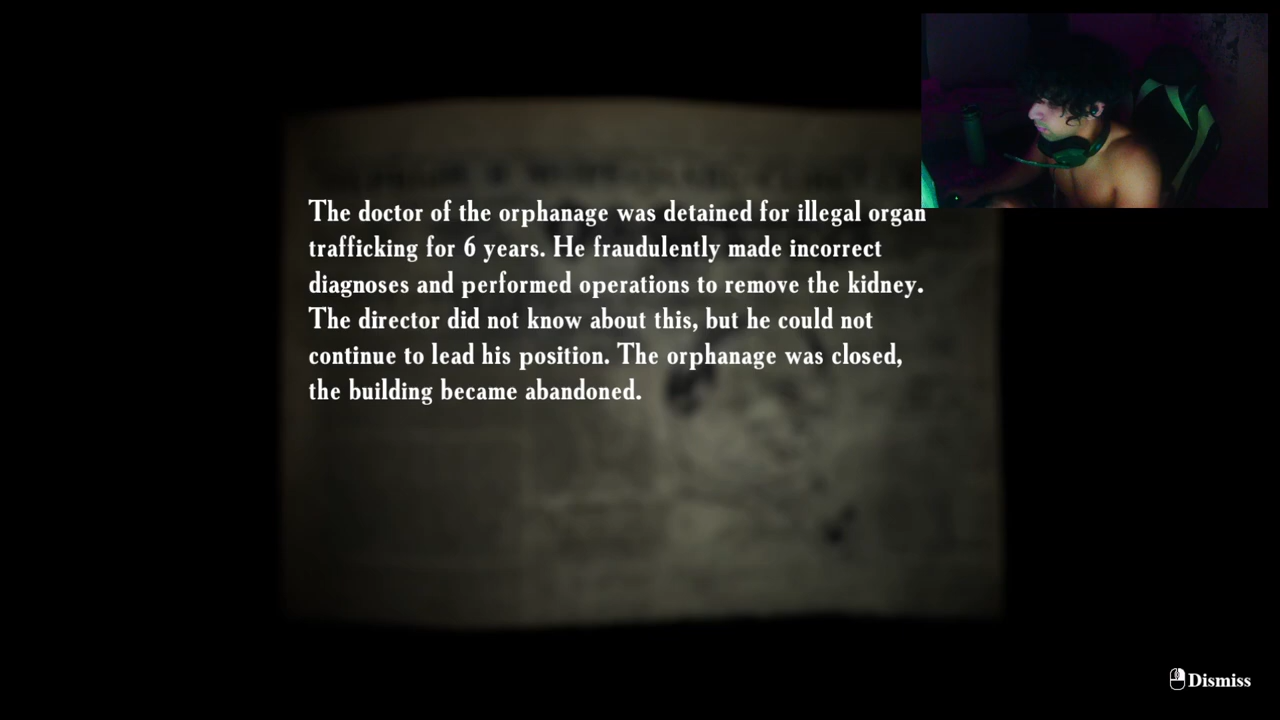 The doctor of the orphanage was detained for illegal organ
trafficking for 6 years. He fraudulently made incorrect
diagnoses and performed operations to remove the kidney.
The director did not know about this, but he could not
continue to lead his position. The orphanage was closed,
the building became abandoned.
Dismiss